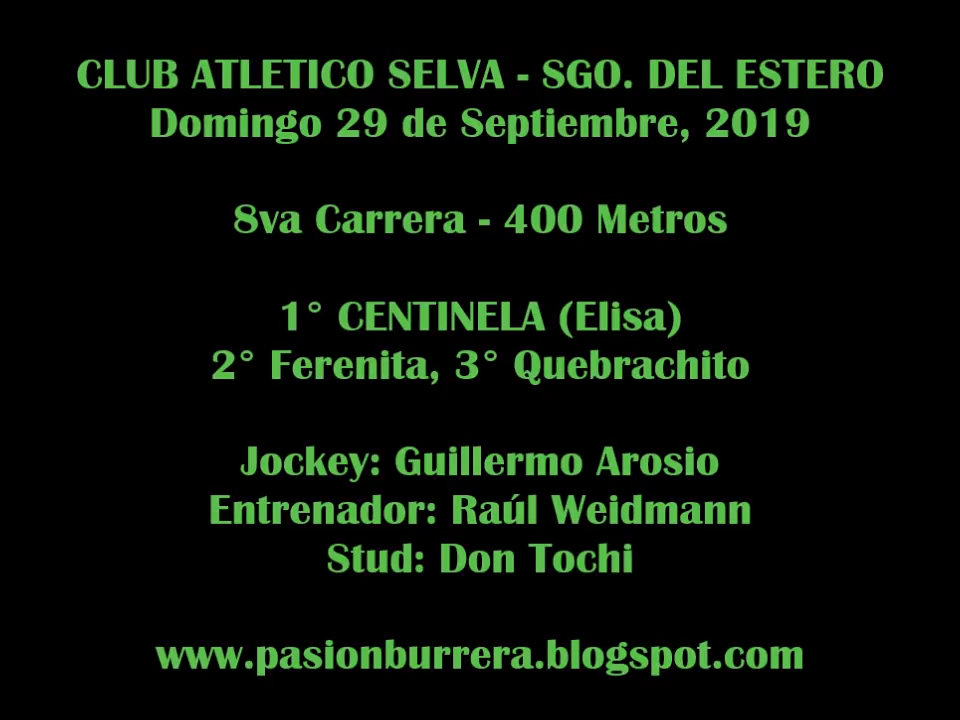 CLUB ATLETICO SELVA - SGO. DEL ESTERO
Domingo 29 de Septiembre, 2019
8va Carrera - 400 Metros
1° CENTINELA (Elisa)
2° Ferenita, 3° Quebrachito
Jockey: Guillermo Arosio
Entrenador: Raúl Weidmann
Stud: Don Tochi
www.pasionburrera.blogspot.com